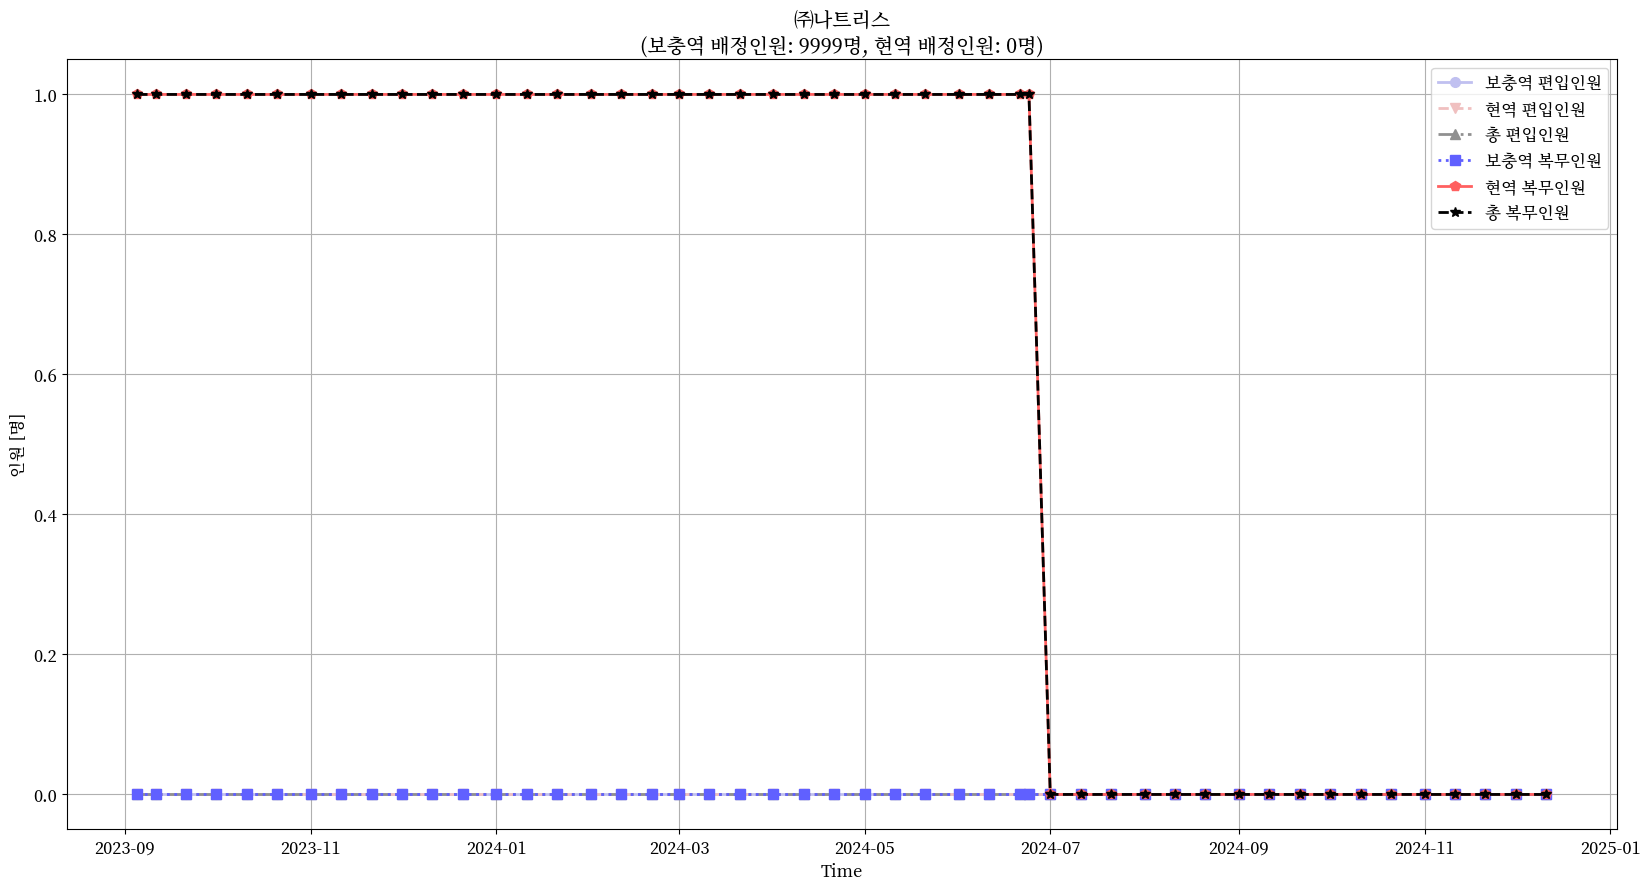 ㈜나트리스
(보충역 배정인원: 9999명, 현역 배정인원: 0명)
보충역 편입인원
현역 편입인원
총 편입인원
보충역 복무인원
현역 복무인원
총 복무인원
인원 [명]
1.0
0.8
0.6
0.4
0.2
0.0
2023-09 2023-11 2024-01 2024-03 2024-05 2024-07 2024-09 2024-11 2025-01
Time